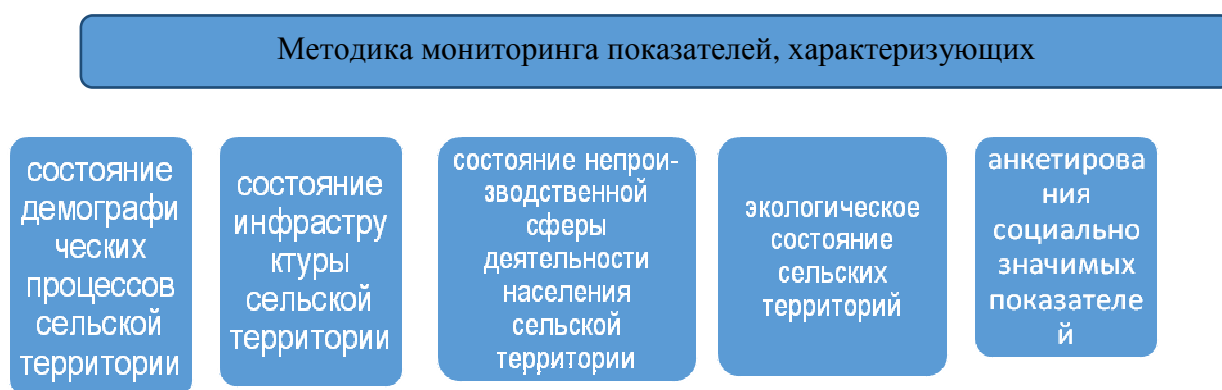 Методика мониторинга показателей, характеризующих
состояние
демографи
ческих
процессов
сельской
территории
состояние
инфрастру
ктуры
сельской
территории
состояние непрои-
зводственной
сферы
деятельности
населения
сельской
территории
экологическое
состояние
сельских
территорий
анкетирова
ния
социально
значимых
показателе
й